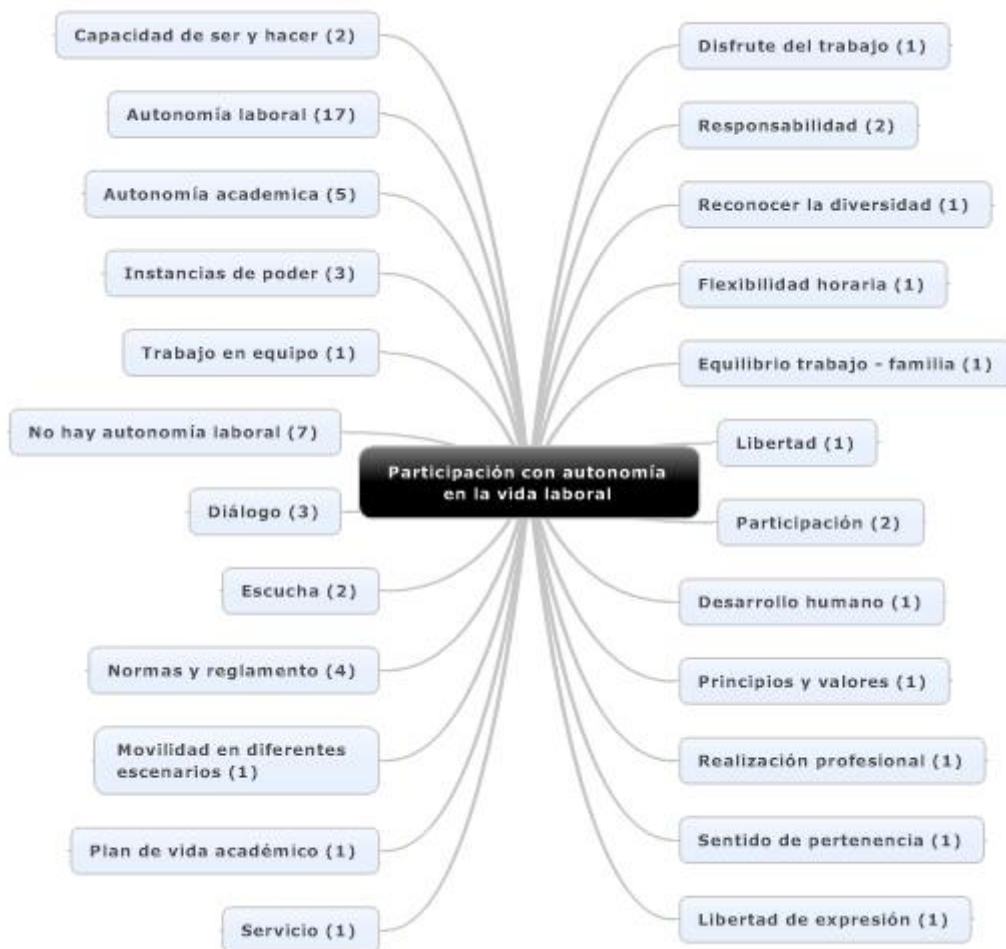 Capacidad de ser y hacer (2)
Autonomía laboral (17)
Autonomía academica (5)
Instancias de poder (3)
Trabajo en equipo (1)
No hay autonomía laboral (7)
Diálogo (3)
Escucha (2)
Normas y reglamento (4)
Movilidad en diferentes
escenarios (1)
Plan de vida académico (1)
Servicio (1)
Participación con autonomía
en la vida laboral
Disfrute del trabajo (1)
Responsabilidad (2)
Reconocer la diversidad (1)
Flexibilidad horaria (1)
Equilibrio trabajo - familia (1)
Libertad (1)
Participación (2)
Desarrollo humano (1)
Principios y valores (1)
Realización profesional (1)
Sentido de pertenencia (1)
Libertad de expresión (1)